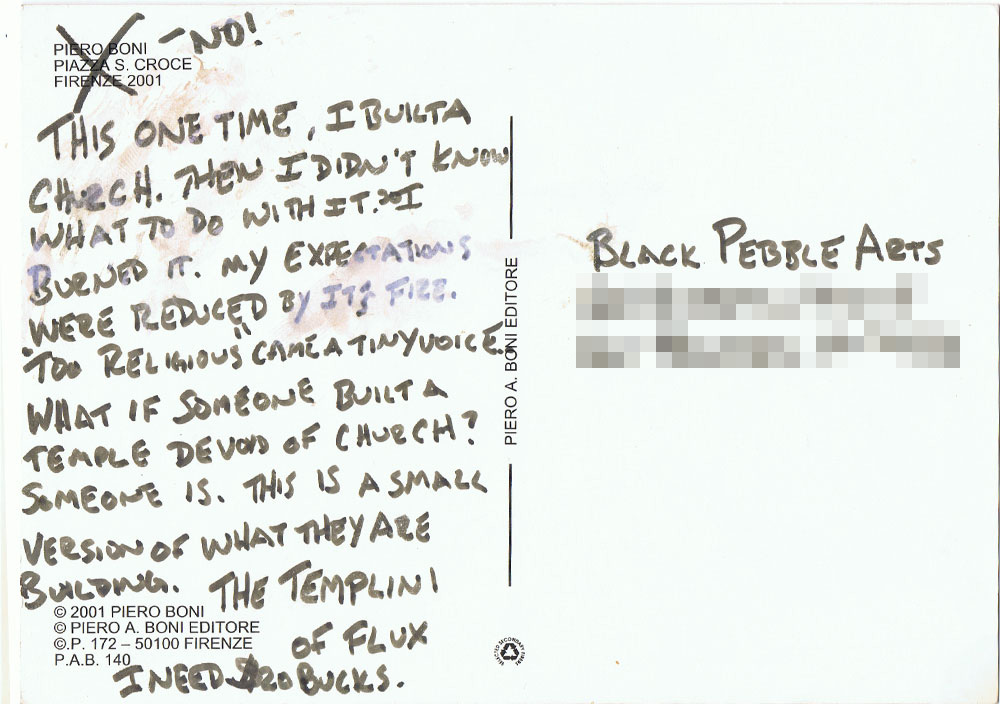 PIERO BONI
PIAZZA S. CROCE
FIRENZE 2001
— NO!
THIS ONE TIME, I BUILT A
CHURCH. THEN I DIDN'T KNOW
WHAT TO DO WITH IT. SO I
BURNED IT. MY EXPECTATIONS
WERE REDUCED BY ITS FIRE.
"TOO RELIGIOUS" CAME A TINY VOICE.
WHAT IF SOMEONE BUILT A
TEMPLE DEVOID OF CHURCH?
SOMEONE IS. THIS IS A SMALL
VERSION OF WHAT THEY ARE
BUILDING. THE TEMPLINI
OF FLUX
I NEED 20 BUCKS.
© 2001 PIERO BONI
© PIERO A. BONI EDITORE
©.P. 172 – 50100 FIRENZE
P.A.B. 140
PIERO A. BONI EDITORE
BLACK PEBBLE ARTS